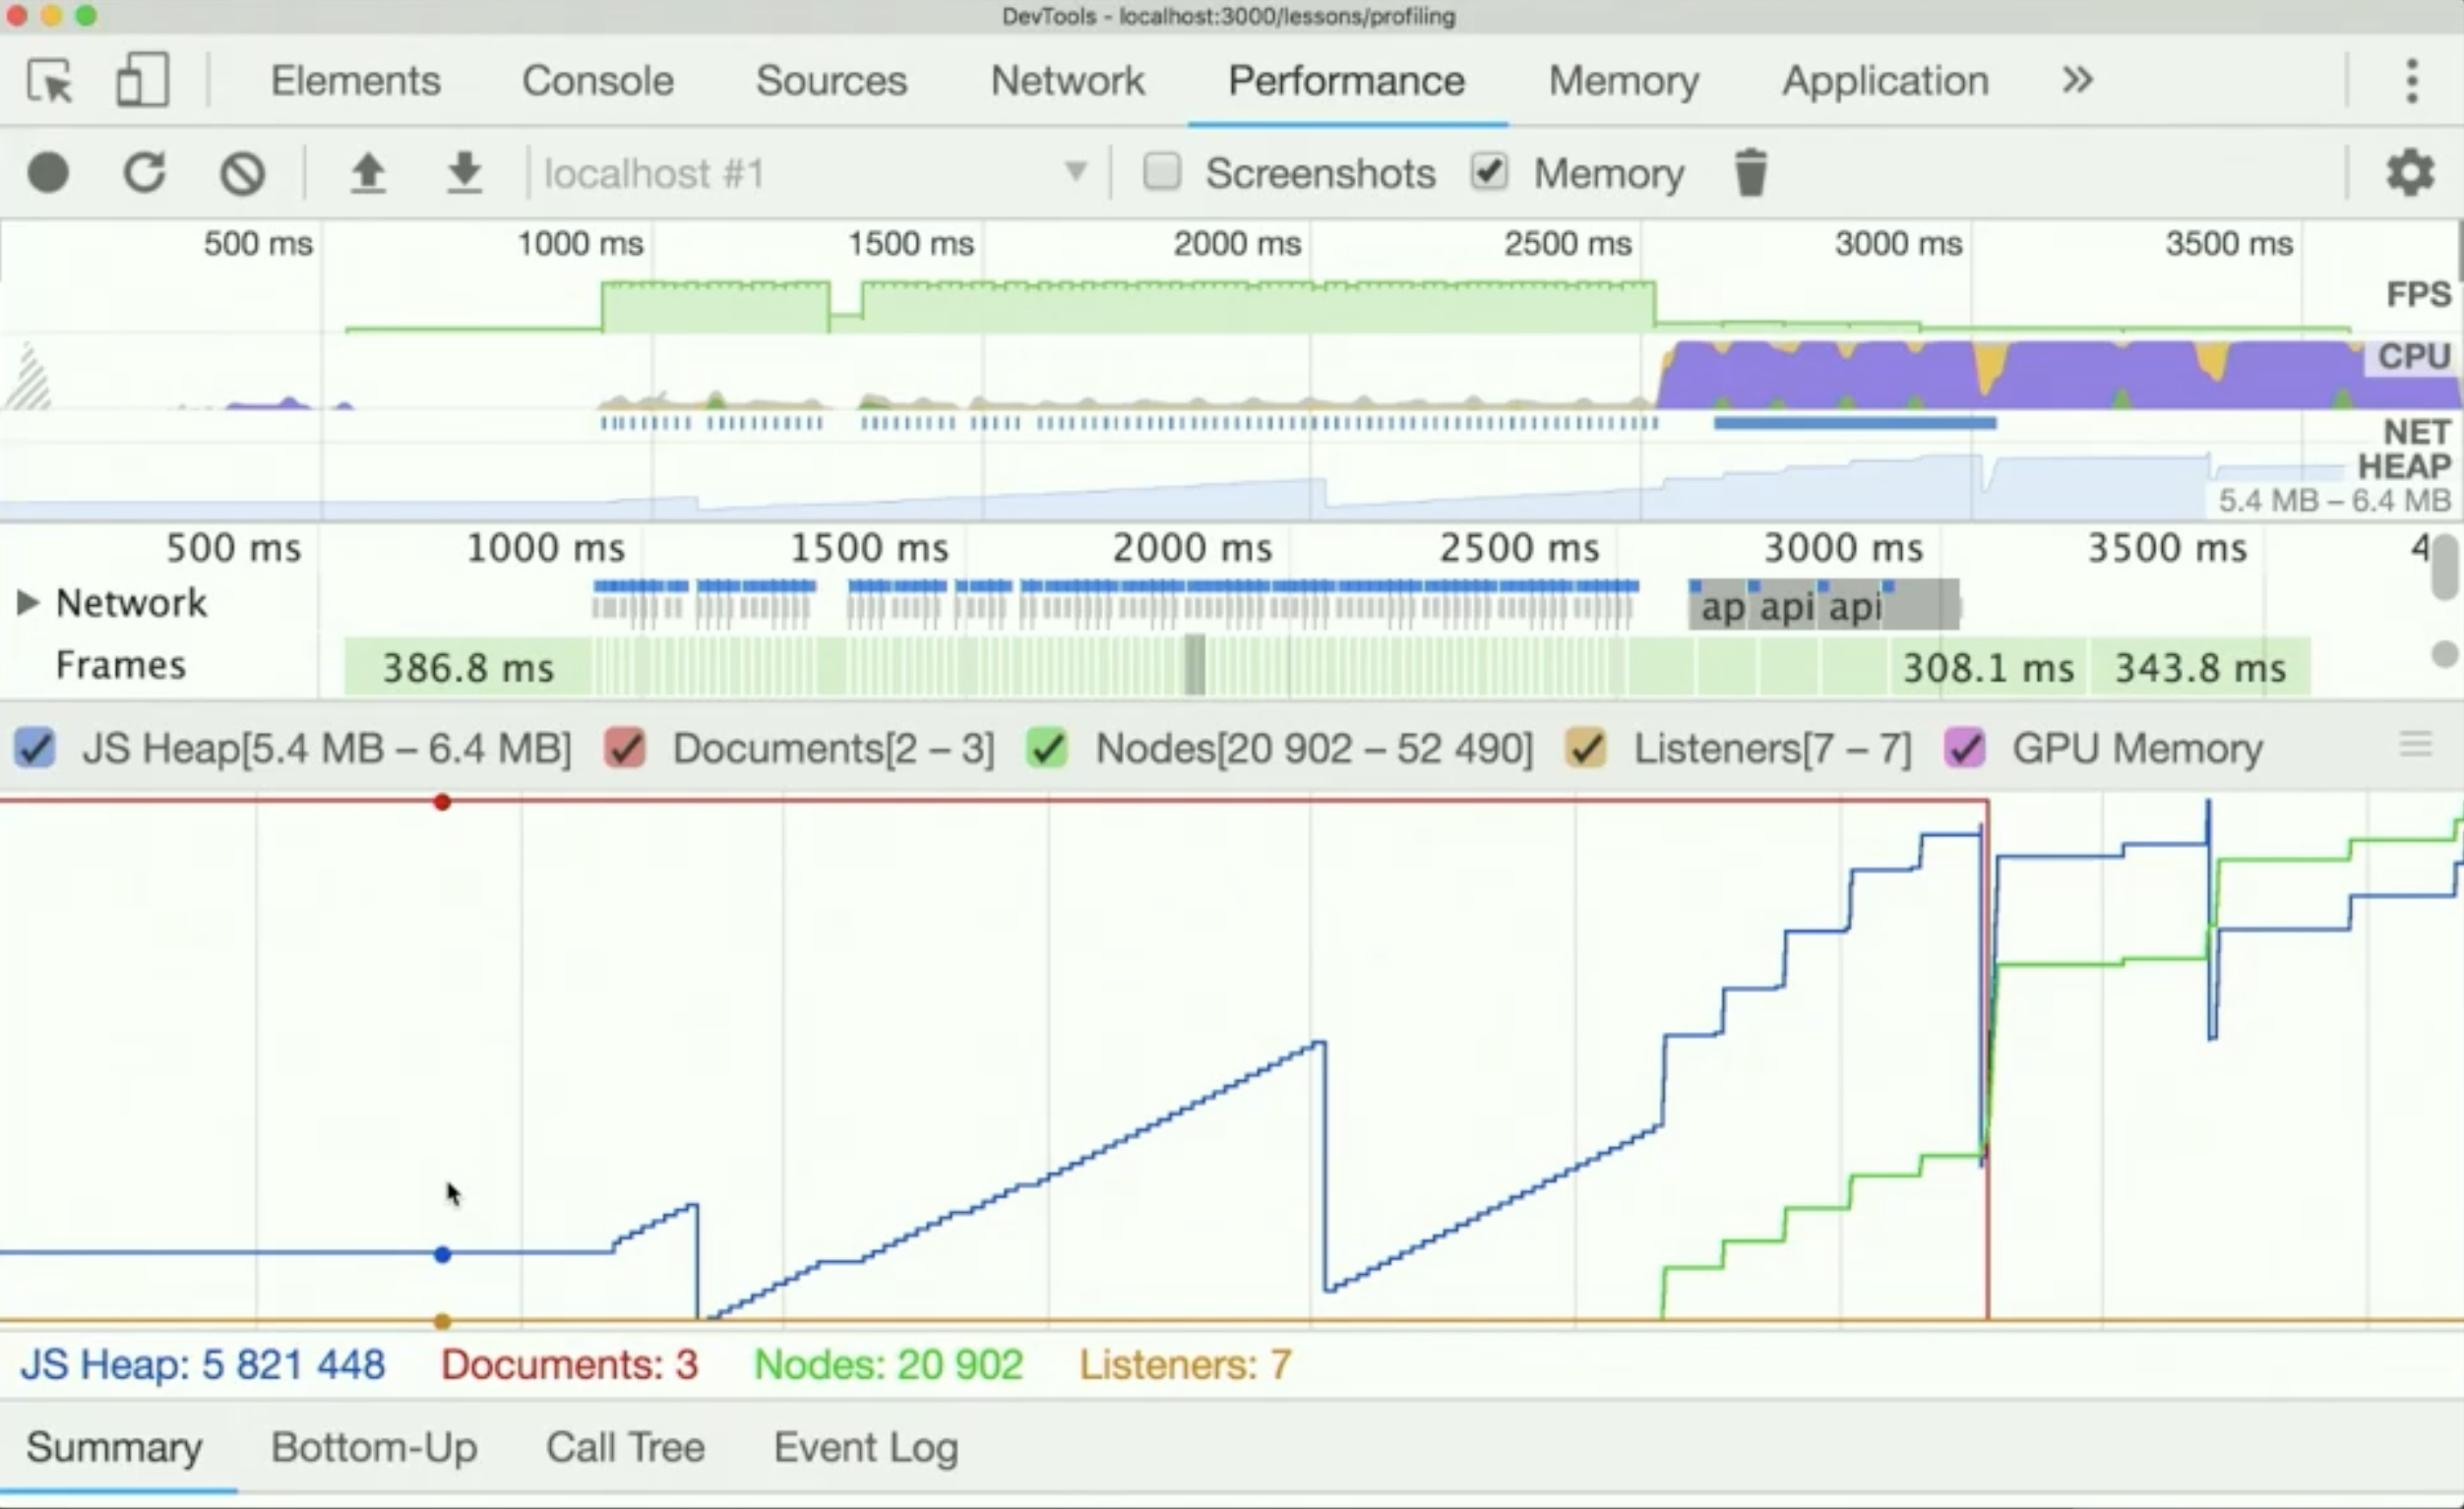 DevTools - localhost:3000/lessons/profiling
Elements Console Sources Network Performance Memory Application »
localhost #1 Screenshots Memory
500 ms 1000 ms 1500 ms 2000 ms 2500 ms 3000 ms 3500 ms
FPS
CPU
NET
HEAP
5.4 MB – 6.4 MB
500 ms 1000 ms 1500 ms 2000 ms 2500 ms 3000 ms 3500 ms 4
Network ap api api
Frames 386.8 ms 308.1 ms 343.8 ms
JS Heap[5.4 MB – 6.4 MB] Documents[2 – 3] Nodes[20 902 – 52 490] Listeners[7 – 7] GPU Memory
JS Heap: 5 821 448 Documents: 3 Nodes: 20 902 Listeners: 7
Summary Bottom-Up Call Tree Event Log